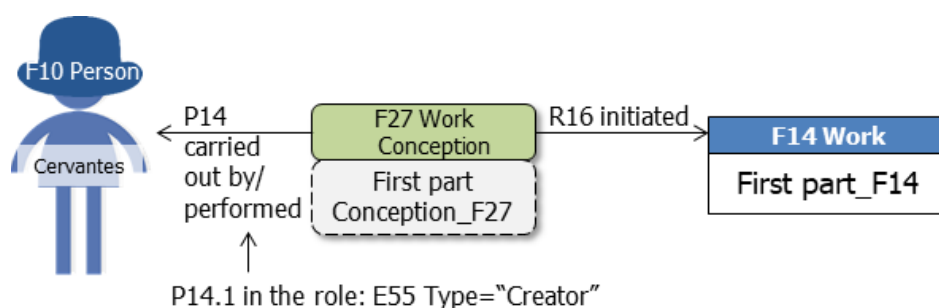 F10 Person
Cervantes
P14
carried
out by/
performed
F27 Work
Conception
First part
Conception_F27
R16 initiated
F14 Work
First part_F14
P14.1 in the role: E55 Type=“Creator”